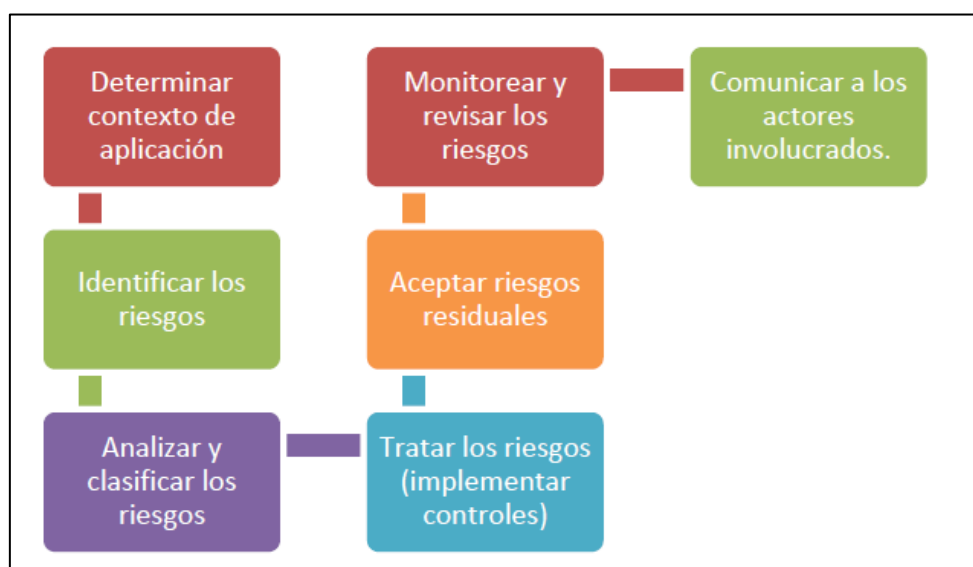 Determinar
contexto de
aplicación
Identificar los
riesgos
Analizar y
clasificar los
riesgos
Tratar los riesgos
(implementar
controles)
Aceptar riesgos
residuales
Monitorear y
revisar los
riesgos
Comunicar a los
actores
involucrados.